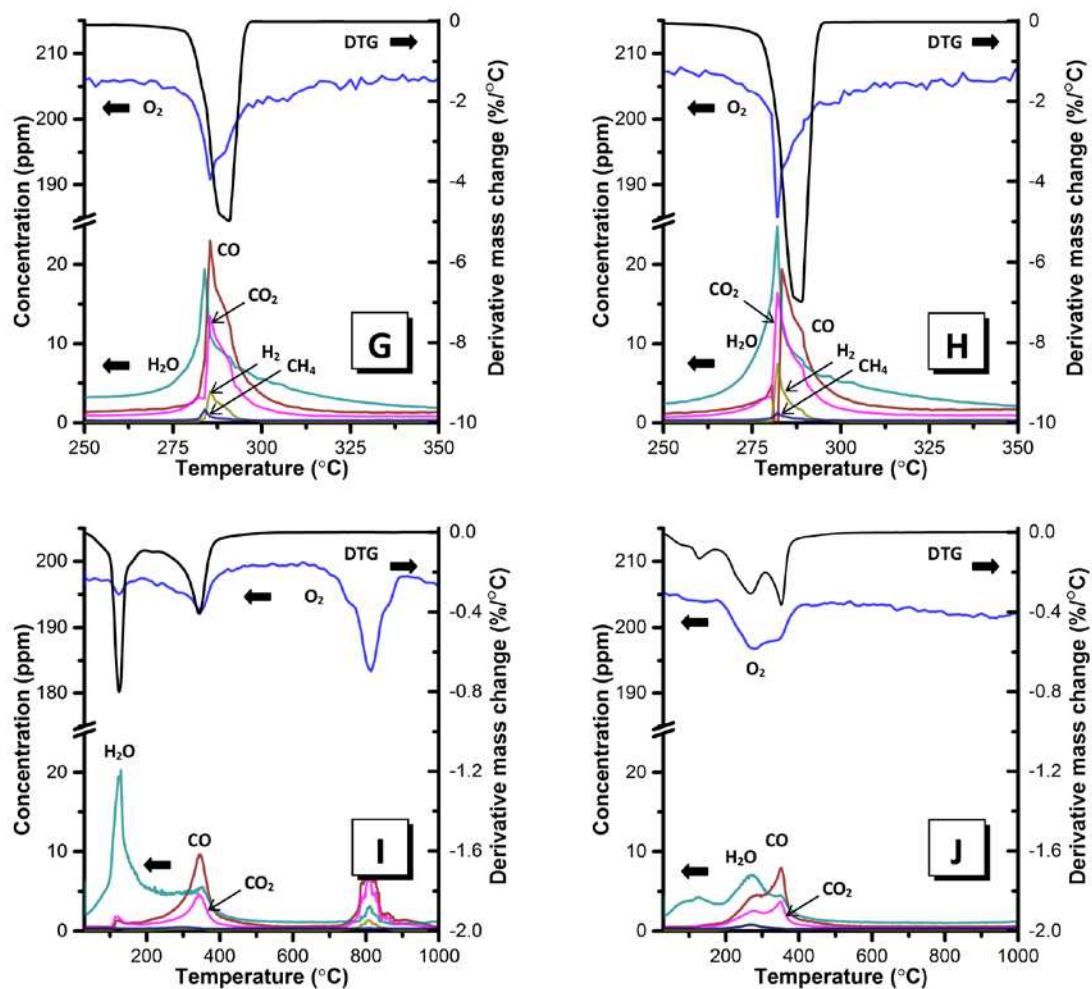 Concentration (ppm)
215
210
200
190
20
10
0
DTG
O₂
CO
CO₂
H₂O
H₂
CH₄
G
0
-2
-4
-6
-8
-10
Derivative mass change (%/°C)
250
275
300
325
350
Temperature (°C)
Concentration (ppm)
210
200
190
20
10
0
DTG
O₂
CO₂
H₂O
CO
H₂
CH₄
H
0
-2
-4
-6
-8
-10
Derivative mass change (%/°C)
250
275
300
325
350
Temperature (°C)
Concentration (ppm)
200
190
180
20
10
0
DTG
O₂
H₂O
CO
CO₂
I
0.0
-0.4
-0.8
-1.2
-1.6
-2.0
Derivative mass change (%/°C)
200
400
600
800
1000
Temperature (°C)
Concentration (ppm)
210
200
190
20
10
0
DTG
O₂
H₂O
CO
CO₂
J
0.0
-0.4
-0.8
-1.2
-1.6
-2.0
Derivative mass change (%/°C)
200
400
600
800
1000
Temperature (°C)